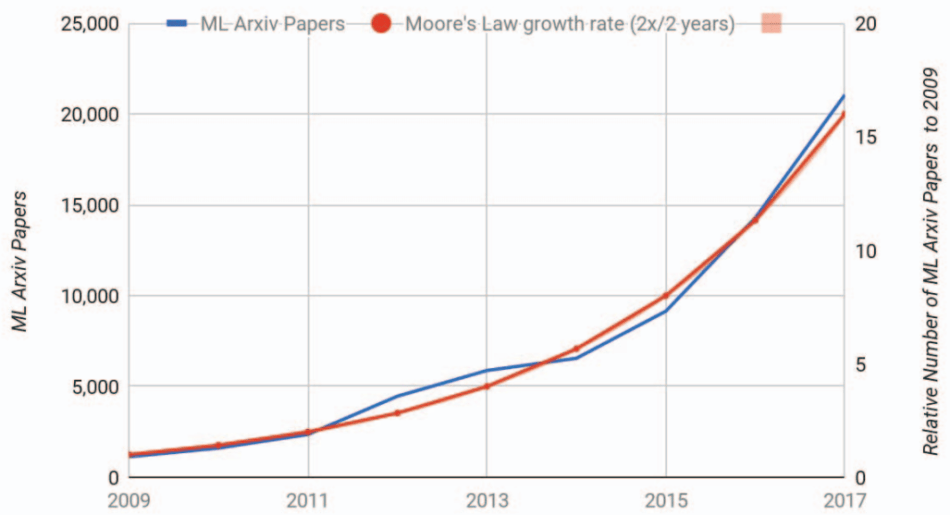 ML Arxiv Papers Moore's Law growth rate (2x/2 years)
25,000
20,000
15,000
10,000
5,000
0
ML Arxiv Papers
20
15
10
5
0
Relative Number of ML Arxiv Papers to 2009
2009 2011 2013 2015 2017